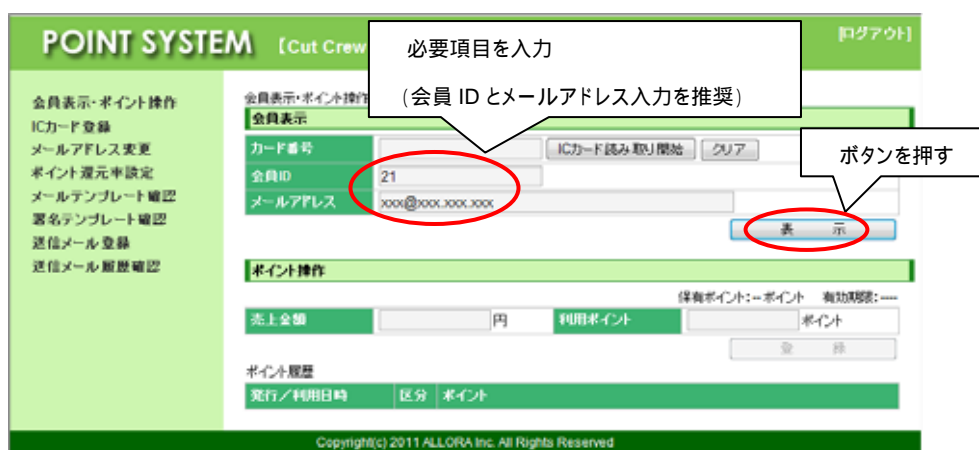 POINT SYSTEM 【Cut Crew
[ログアウト]
必要項目を入力
(会員 ID とメールアドレス入力を推奨)
ボタンを押す
会員表示・ポイント操作
ICカード登録
メールアドレス変更
ポイント還元率設定
メールテンプレート確認
署名テンプレート確認
送信メール登録
送信メール履歴確認
会員表示・ポイント操作
会員表示
カード番号 ICカード読み取り開始 クリア
会員ID 21
メールアドレス xxx@xxx.xxx.xxx
表 示
ポイント操作
保有ポイント:--ポイント 有効期限:----
売上金額 円 利用ポイント ポイント
登 録
ポイント履歴
発行/利用日時 区分 ポイント
Copyright(c) 2011 ALLORA Inc. All Rights Reserved